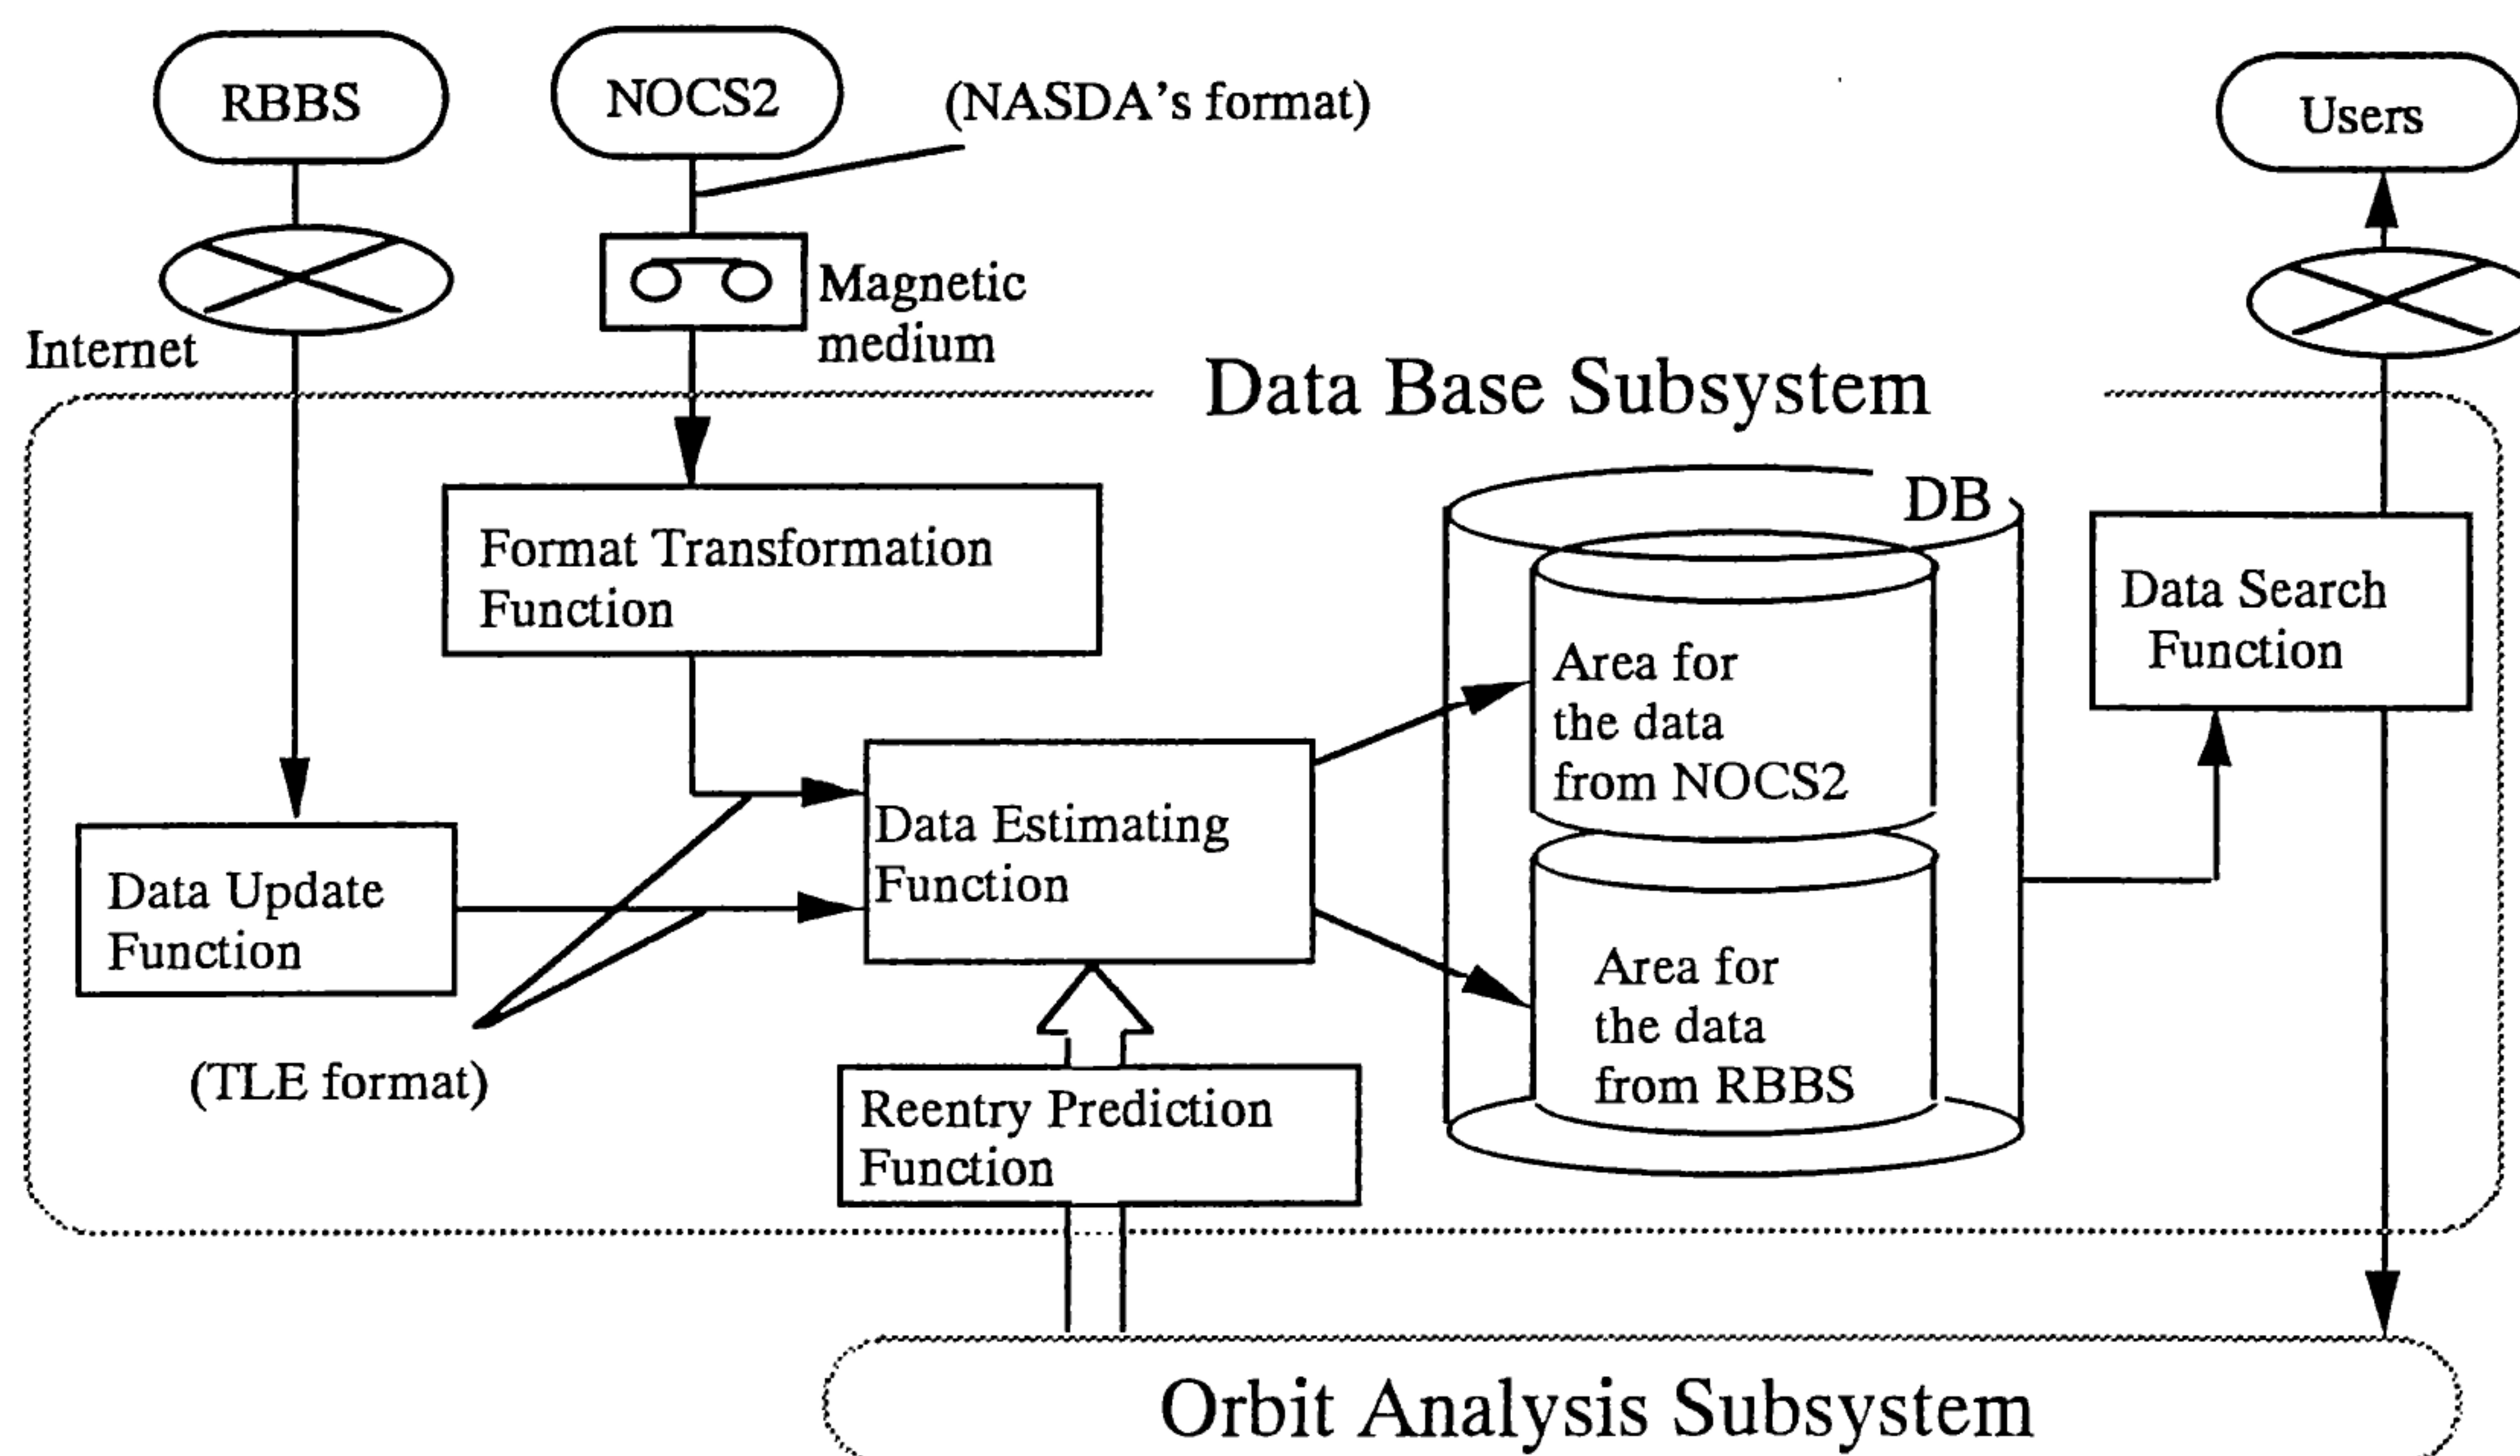 RBBS
NOCS2
(NASDA's format)
Users
Magnetic
medium
Internet
Data Base Subsystem
DB
Format Transformation
Function
Data Search
Function
Area for
the data
from NOCS2
Data Estimating
Function
Data Update
Function
Area for
the data
from RBBS
(TLE format)
Reentry Prediction
Function
Orbit Analysis Subsystem